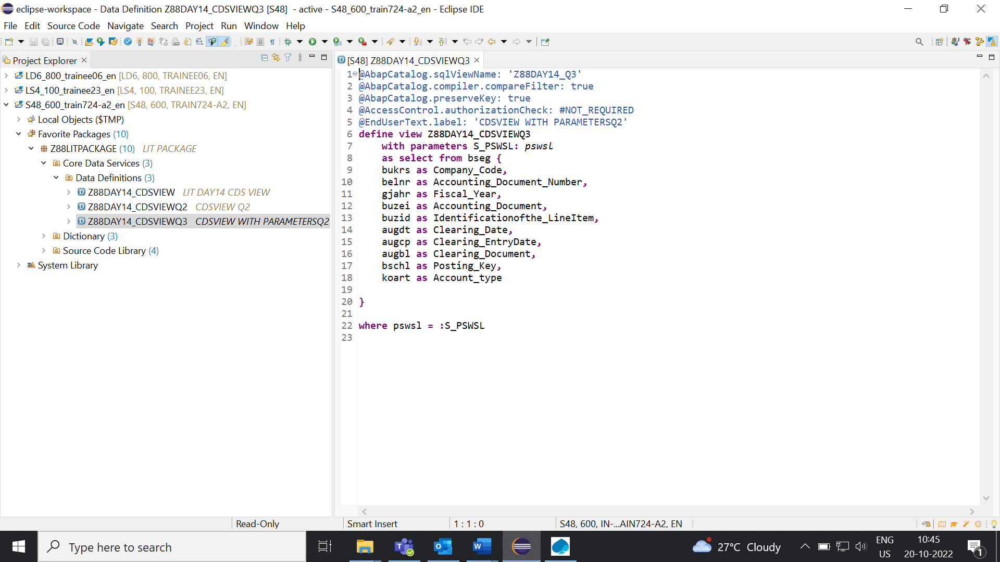 eclipse-workspace - Data Definition Z88DAY14_CDSVIEWQ3 [S48]  - active - S48_600_train724-a2_en - Eclipse IDE
File Edit Source Code Navigate Search Project Run Window Help
Project Explorer
LD6_800_trainee06_en [LD6, 800, TRAINEE06, EN]
LS4_100_trainee23_en [LS4, 100, TRAINEE23, EN]
S48_600_train724-a2_en [S48, 600, TRAIN724-A2, EN]
Local Objects ($TMP)
Favorite Packages (10)
Z88LITPACKAGE (10) LIT PACKAGE
Core Data Services (3)
Data Definitions (3)
Z88DAY14_CDSVIEW LIT DAY14 CDS VIEW
Z88DAY14_CDSVIEWQ2 CDSVIEW Q2
Z88DAY14_CDSVIEWQ3 CDSVIEW WITH PARAMETERSQ2
Dictionary (3)
Source Code Library (4)
System Library
[S48] Z88DAY14_CDSVIEWQ3
1 @AbapCatalog.sqlViewName: 'Z88DAY14_Q3'
2 @AbapCatalog.compiler.compareFilter: true
3 @AbapCatalog.preserveKey: true
4 @AccessControl.authorizationCheck: #NOT_REQUIRED
5 @EndUserText.label: 'CDSVIEW WITH PARAMETERSQ2'
6 define view Z88DAY14_CDSVIEWQ3
7     with parameters S_PSWSL: pswsl
8     as select from bseg {
9     bukrs as Company_Code,
10     belnr as Accounting_Document_Number,
11     gjahr as Fiscal_Year,
12     buzei as Accounting_Document,
13     buzid as Identificationofthe_LineItem,
14     augdt as Clearing_Date,
15     augcp as Clearing_EntryDate,
16     augbl as Clearing_Document,
17     bschl as Posting_Key,
18     koart as Account_type
19
20 }
21
22 where pswsl = :S_PSWSL
23
Read-Only
Smart Insert
1 : 1 : 0
S48, 600, IN-...AIN724-A2, EN
Type here to search
27°C Cloudy
ENG
US
10:45
20-10-2022
1